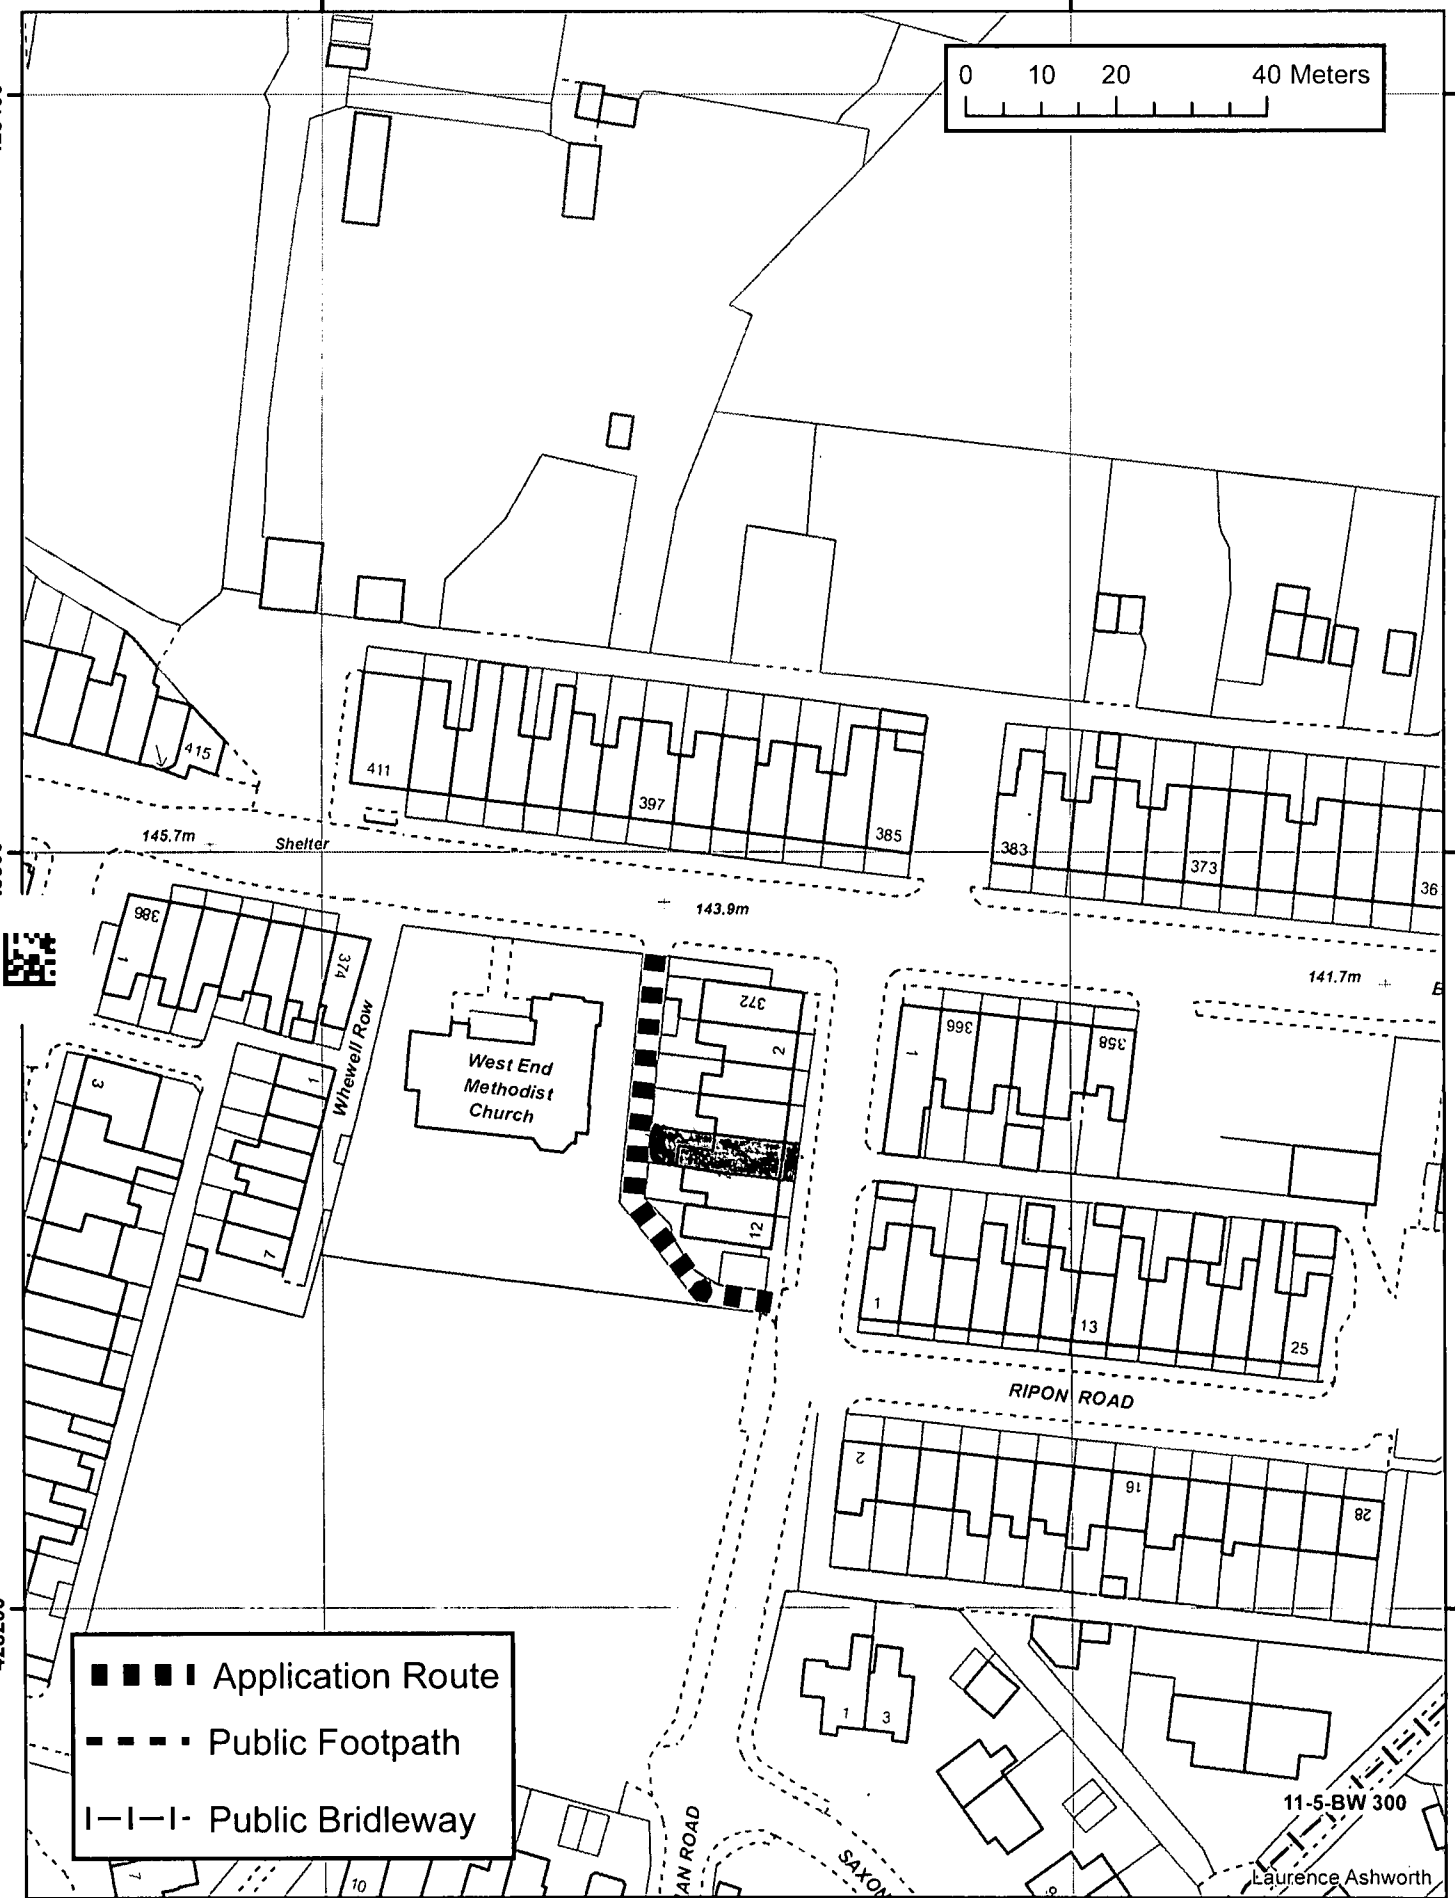 0 10 20 40 Meters
415
411
397
385
383
373
36
145.7m
Shelter
143.9m
141.7m
386
1
374
Whewell Row
West End
Methodist
Church
372
2
12
1
366
358
3
1
7
1
13
25
RIPON ROAD
2
16
28
Application Route
Public Footpath
Public Bridleway
1
3
11-5-BW 300
10
AN ROAD
SAXON
Laurence Ashworth